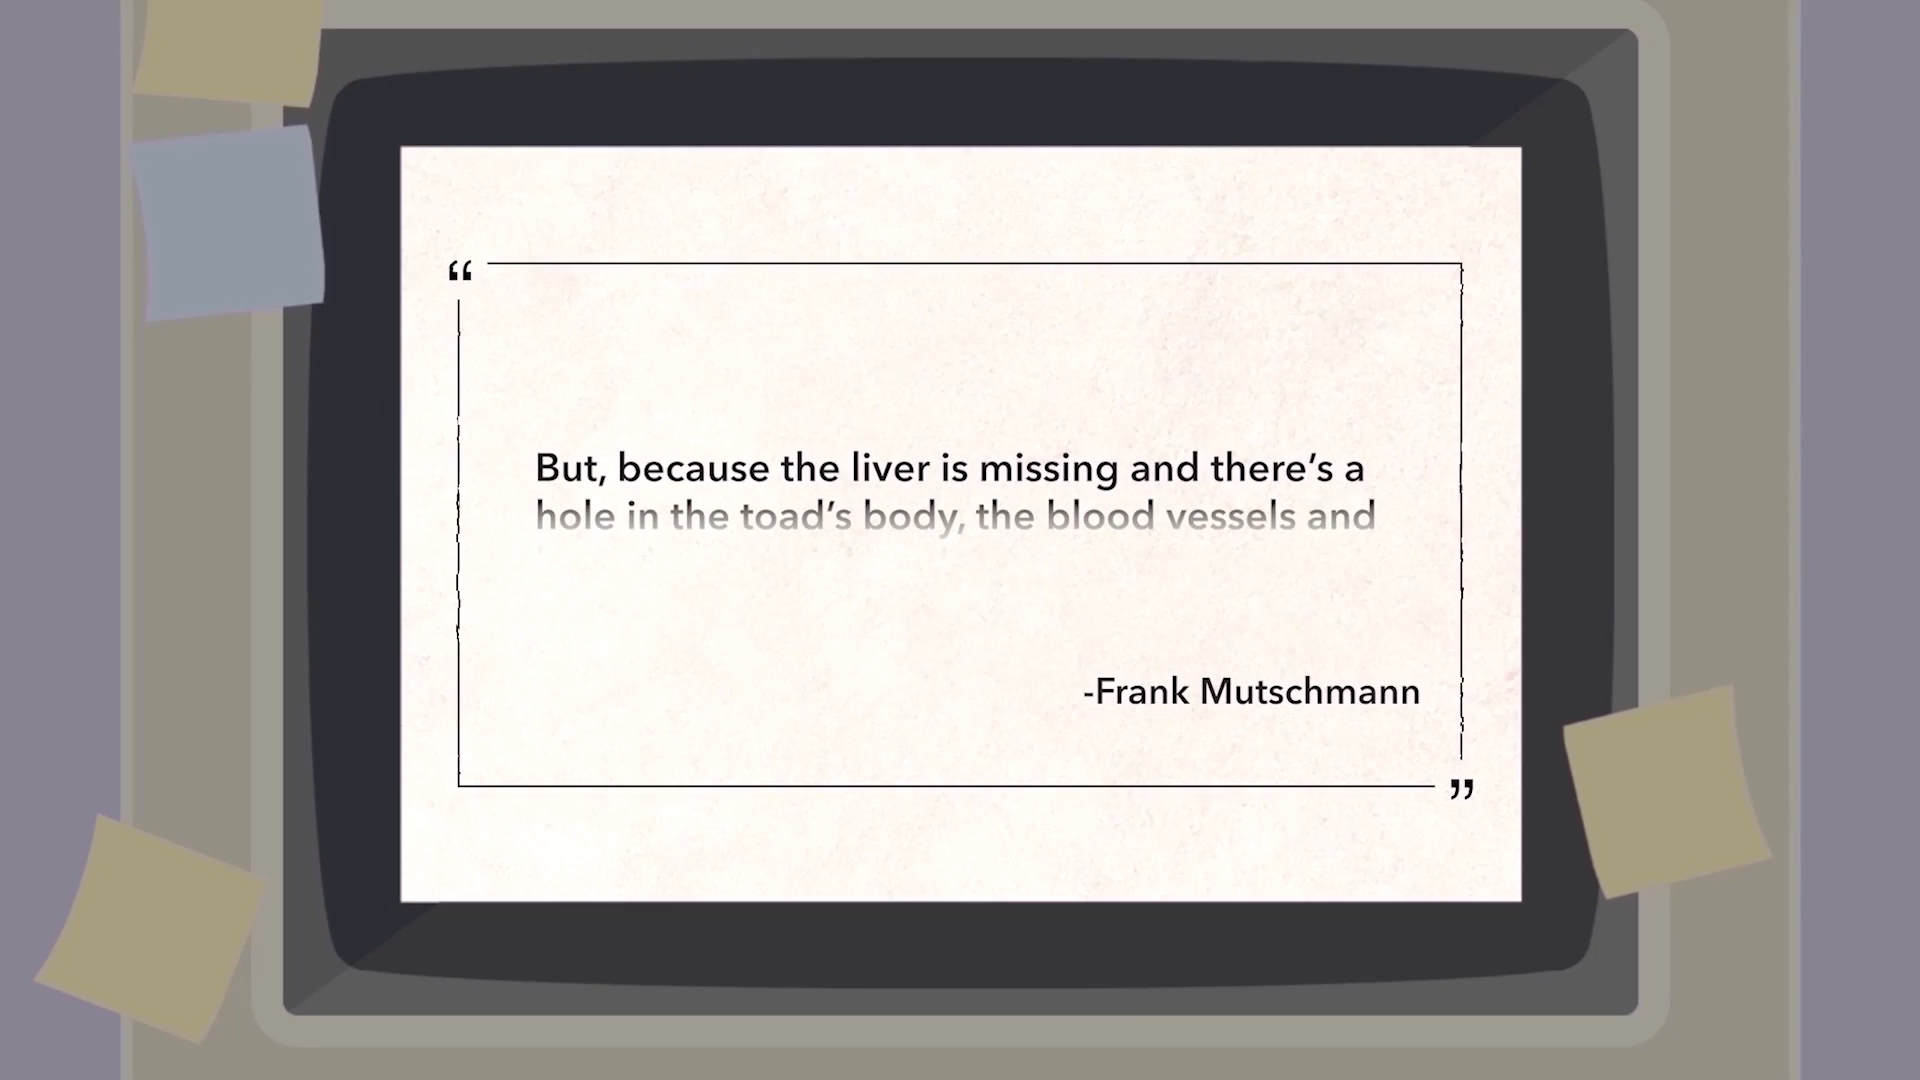 “
But, because the liver is missing and there’s a
hole in the toad’s body, the blood vessels and
-Frank Mutschmann
”